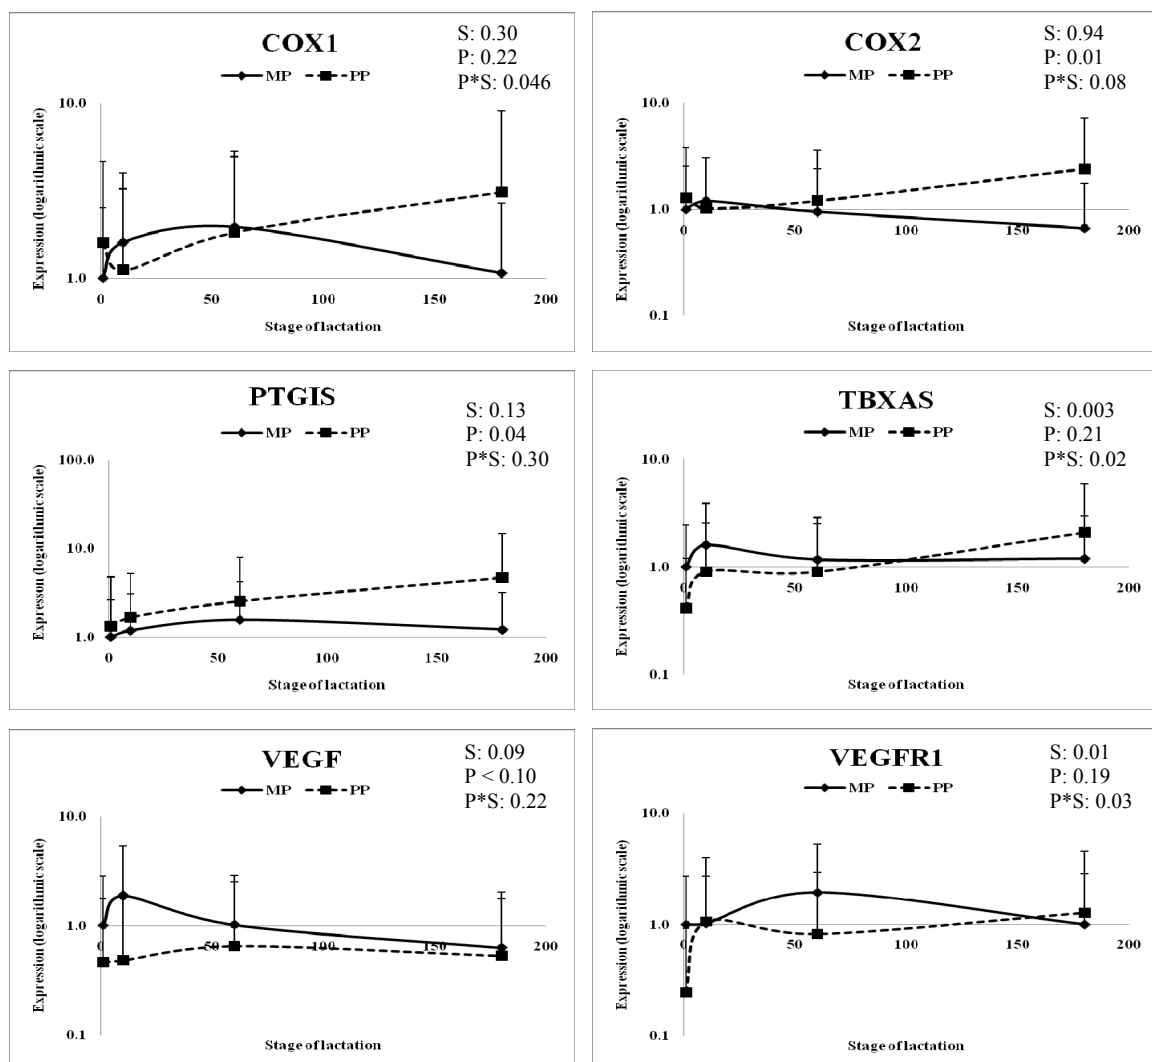 COX1
S: 0.30
P: 0.22
P*S: 0.046
MP PP
Expression (logarithmic scale)
10.0
1.0
0 50 100 150 200
Stage of lactation
COX2
S: 0.94
P: 0.01
P*S: 0.08
MP PP
Expression (logarithmic scale)
10.0
1.0
0.1
0 50 100 150 200
Stage of lactation
PTGIS
S: 0.13
P: 0.04
P*S: 0.30
MP PP
Expresson (logarithmic scale)
100.0
10.0
1.0
0 50 100 150 200
Stage of lactation
TBXAS
S: 0.003
P: 0.21
P*S: 0.02
MP PP
Expression (logarithmic scale)
10.0
1.0
0.1
0 50 100 150 200
Stage of lactation
VEGF
S: 0.09
P < 0.10
P*S: 0.22
MP PP
Expression (logarithmic scale)
10.0
1.0
0.1
0 50 100 150 200
Stage of lactation
VEGFR1
S: 0.01
P: 0.19
P*S: 0.03
MP PP
Expression (logarithmic scale)
10.0
1.0
0.1
0 50 100 150 200
Stage of lactation